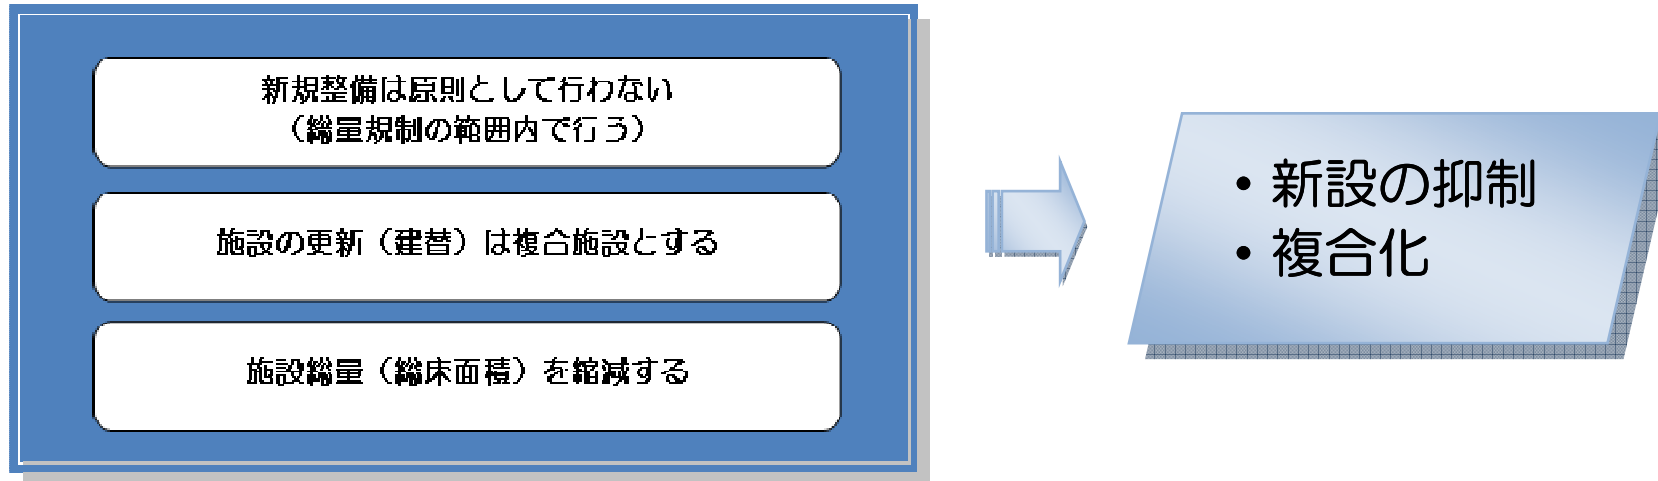 新規整備は原則として行わない
（総量規制の範囲内で行う）
施設の更新（建替）は複合施設とする
施設総量（総床面積）を縮減する
・新設の抑制
・複合化